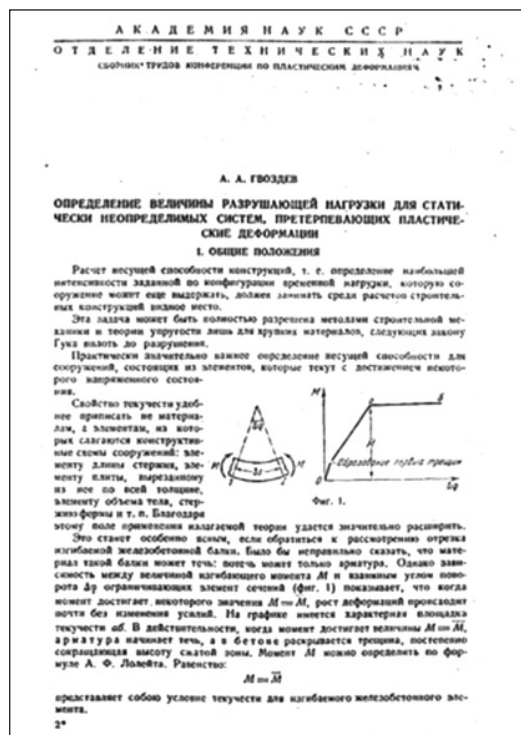 АКАДЕМИЯ НАУК СССР
ОТДЕЛЕНИЕ ТЕХНИЧЕСКИХ НАУК
СБОРНИК ТРУДОВ КОНФЕРЕНЦИИ ПО ПЛАСТИЧЕСКИМ ДЕФОРМАЦИЯМ
А. А. ГВОЗДЕВ
ОПРЕДЕЛЕНИЕ ВЕЛИЧИНЫ РАЗРУШАЮЩЕЙ НАГРУЗКИ ДЛЯ СТАТИ-
ЧЕСКИ НЕОПРЕДЕЛИМЫХ СИСТЕМ, ПРЕТЕРПЕВАЮЩИХ ПЛАСТИЧЕ-
СКИЕ ДЕФОРМАЦИИ
I. ОБЩИЕ ПОЛОЖЕНИЯ
Расчет несущей способности конструкций, т. е. определение наибольшей
интенсивности заданной по конфигурации временной нагрузки, которую со-
оружение может еще выдержать, должен занимать среди расчетов строитель-
ных конструкций видное место.
Эта задача может быть полностью разрешена методами строительной ме-
ханики и теории упругости лишь для хрупких материалов, следующих закону
Гука вплоть до разрушения.
Практически значительно важнее определение несущей способности для
сооружений, состоящих из элементов, которые текут с достижением некото-
рого напряженного состоя-
ния.
Свойство текучести удоб-
нее приписать не материа-
лам, а элементам, из кото-
рых слагаются конструктив-
ные схемы сооружений: эле-
менту длины стержня, эле-
менту плиты, вырезанному
из нее по всей толщине,
элементу объема тела, стер-
жню фермы и т. п. Благодаря
M
M
M
а
б
M
Образование первых трещин
0
Δφ
Фиг. 1.
этому поле применения излагаемой теории удается значительно расширить.
Это станет особенно ясным, если обратиться к рассмотрению отрезка
изгибаемой железобетонной балки. Было бы неправильно сказать, что мате-
риал такой балки может течь: потечь может только арматура. Однако зави-
симость между величиной изгибающего момента M и взаимным углом пово-
рота Δφ ограничивающих элемент сечений (фиг. 1) показывает, что когда
момент достигает некоторого значения M = M̅, рост деформаций происходит
почти без изменения усилий. На графике имеется характерная площадка
текучести аб. В действительности, когда момент достигает величины M = M̅,
арматура начинает течь, а в бетоне раскрывается трещина, постепенно
сокращающая высоту сжатой зоны. Момент M̅ можно определить по фор-
муле А. Ф. Лолейта. Равенство:
M = M̅
представляет собою условие текучести для изгибаемого железобетонного эле-
мента.
2*